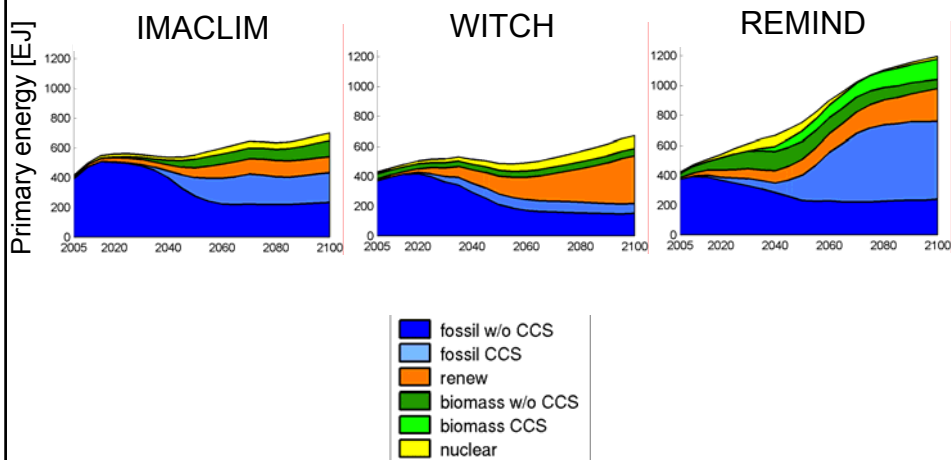 IMACLIM WITCH REMIND
Primary energy [EJ]
1200 1200 1200
1000 1000 1000
800 800 800
600 600 600
400 400 400
200 200 200
0 0 0
2005 2020 2040 2060 2080 2100 2005 2020 2040 2060 2080 2100 2005 2020 2040 2060 2080 2100
fossil w/o CCS
fossil CCS
renew
biomass w/o CCS
biomass CCS
nuclear